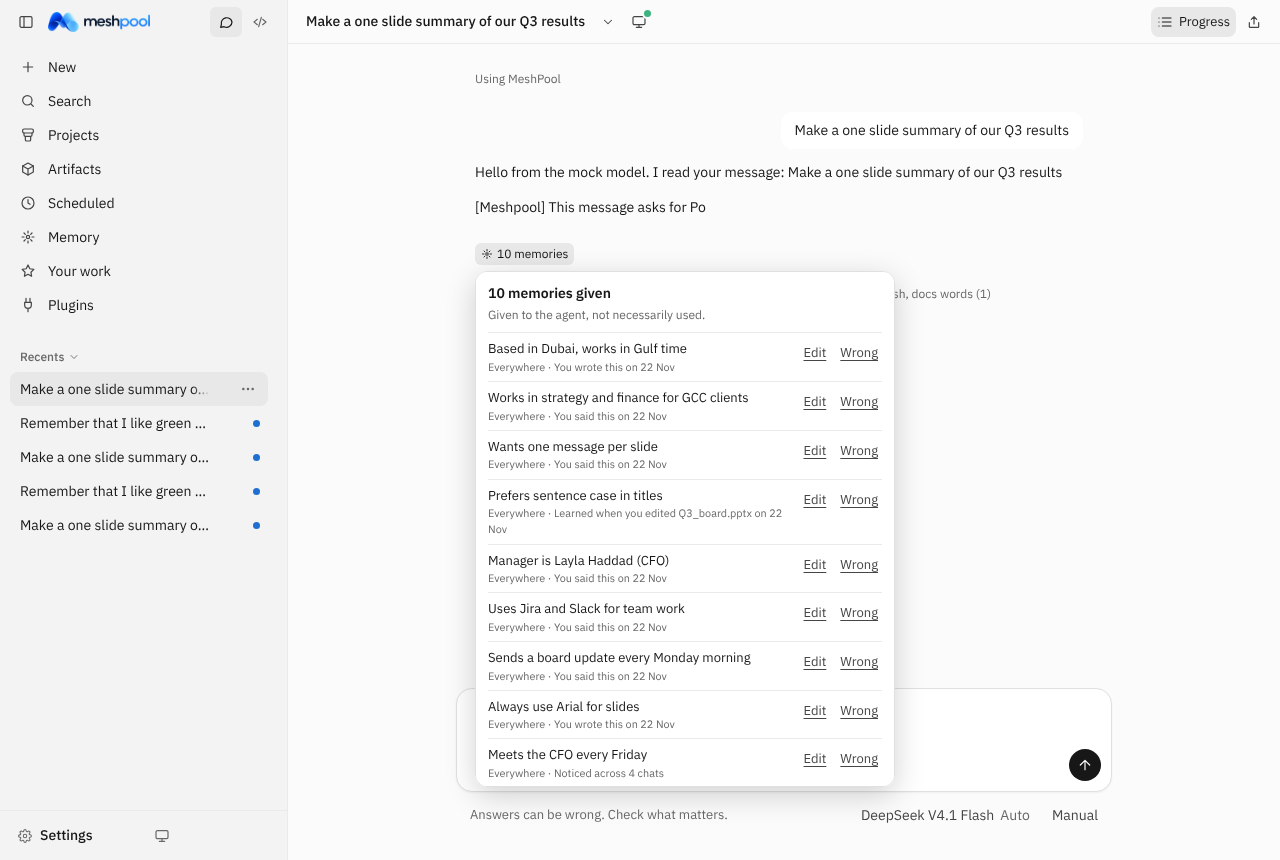 meshpool
New
Search
Projects
Artifacts
Scheduled
Memory
Your work
Plugins
Recents
Make a one slide summary o...
Remember that I like green ...
Make a one slide summary o...
Remember that I like green ...
Make a one slide summary o...
Settings
Make a one slide summary of our Q3 results
Progress
Using MeshPool
Make a one slide summary of our Q3 results
Hello from the mock model. I read your message: Make a one slide summary of our Q3 results
[Meshpool] This message asks for Po
10 memories
sh, docs words (1)
10 memories given
Given to the agent, not necessarily used.
Based in Dubai, works in Gulf time
Edit Wrong
Everywhere · You wrote this on 22 Nov
Works in strategy and finance for GCC clients
Edit Wrong
Everywhere · You said this on 22 Nov
Wants one message per slide
Edit Wrong
Everywhere · You said this on 22 Nov
Prefers sentence case in titles
Edit Wrong
Everywhere · Learned when you edited Q3_board.pptx on 22
Nov
Manager is Layla Haddad (CFO)
Edit Wrong
Everywhere · You said this on 22 Nov
Uses Jira and Slack for team work
Edit Wrong
Everywhere · You said this on 22 Nov
Sends a board update every Monday morning
Edit Wrong
Everywhere · You said this on 22 Nov
Always use Arial for slides
Edit Wrong
Everywhere · You wrote this on 22 Nov
Meets the CFO every Friday
Edit Wrong
Everywhere · Noticed across 4 chats
Answers can be wrong. Check what matters.
DeepSeek V4.1 Flash Auto
Manual